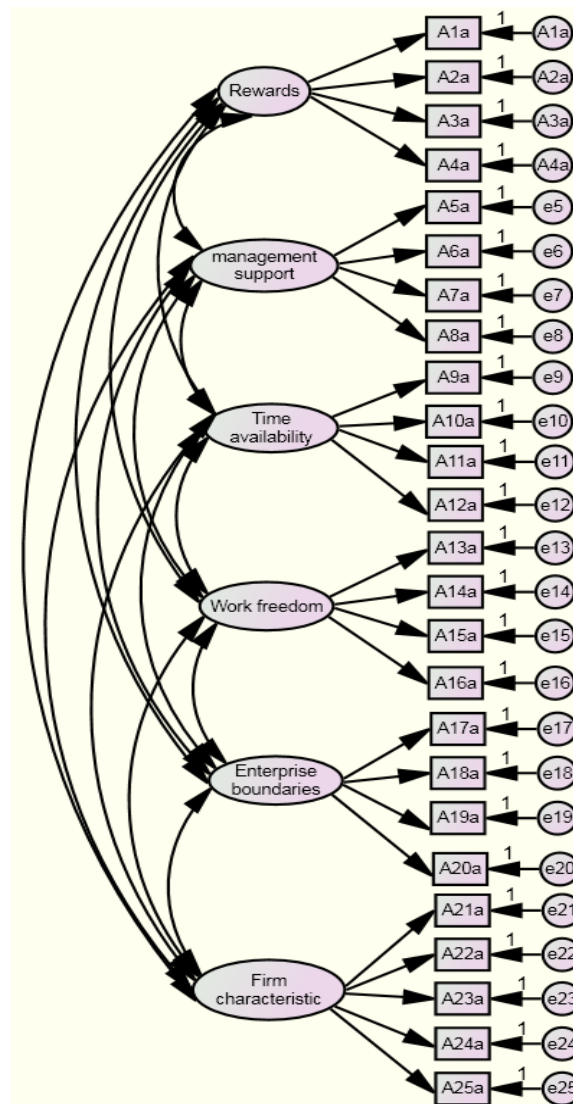 A1a 1 A1a
Rewards
A2a 1 A2a
A3a 1 A3a
A4a 1 A4a
A5a 1 e5
management
support
A6a 1 e6
A7a 1 e7
A8a 1 e8
A9a 1 e9
Time
availability
A10a 1 e10
A11a 1 e11
A12a 1 e12
A13a 1 e13
Work freedom
A14a 1 e14
A15a 1 e15
A16a 1 e16
A17a 1 e17
Enterprise
boundaries
A18a 1 e18
A19a 1 e19
A20a 1 e20
A21a 1 e21
A22a 1 e22
Firm
characteristic
A23a 1 e23
A24a 1 e24
A25a 1 e25